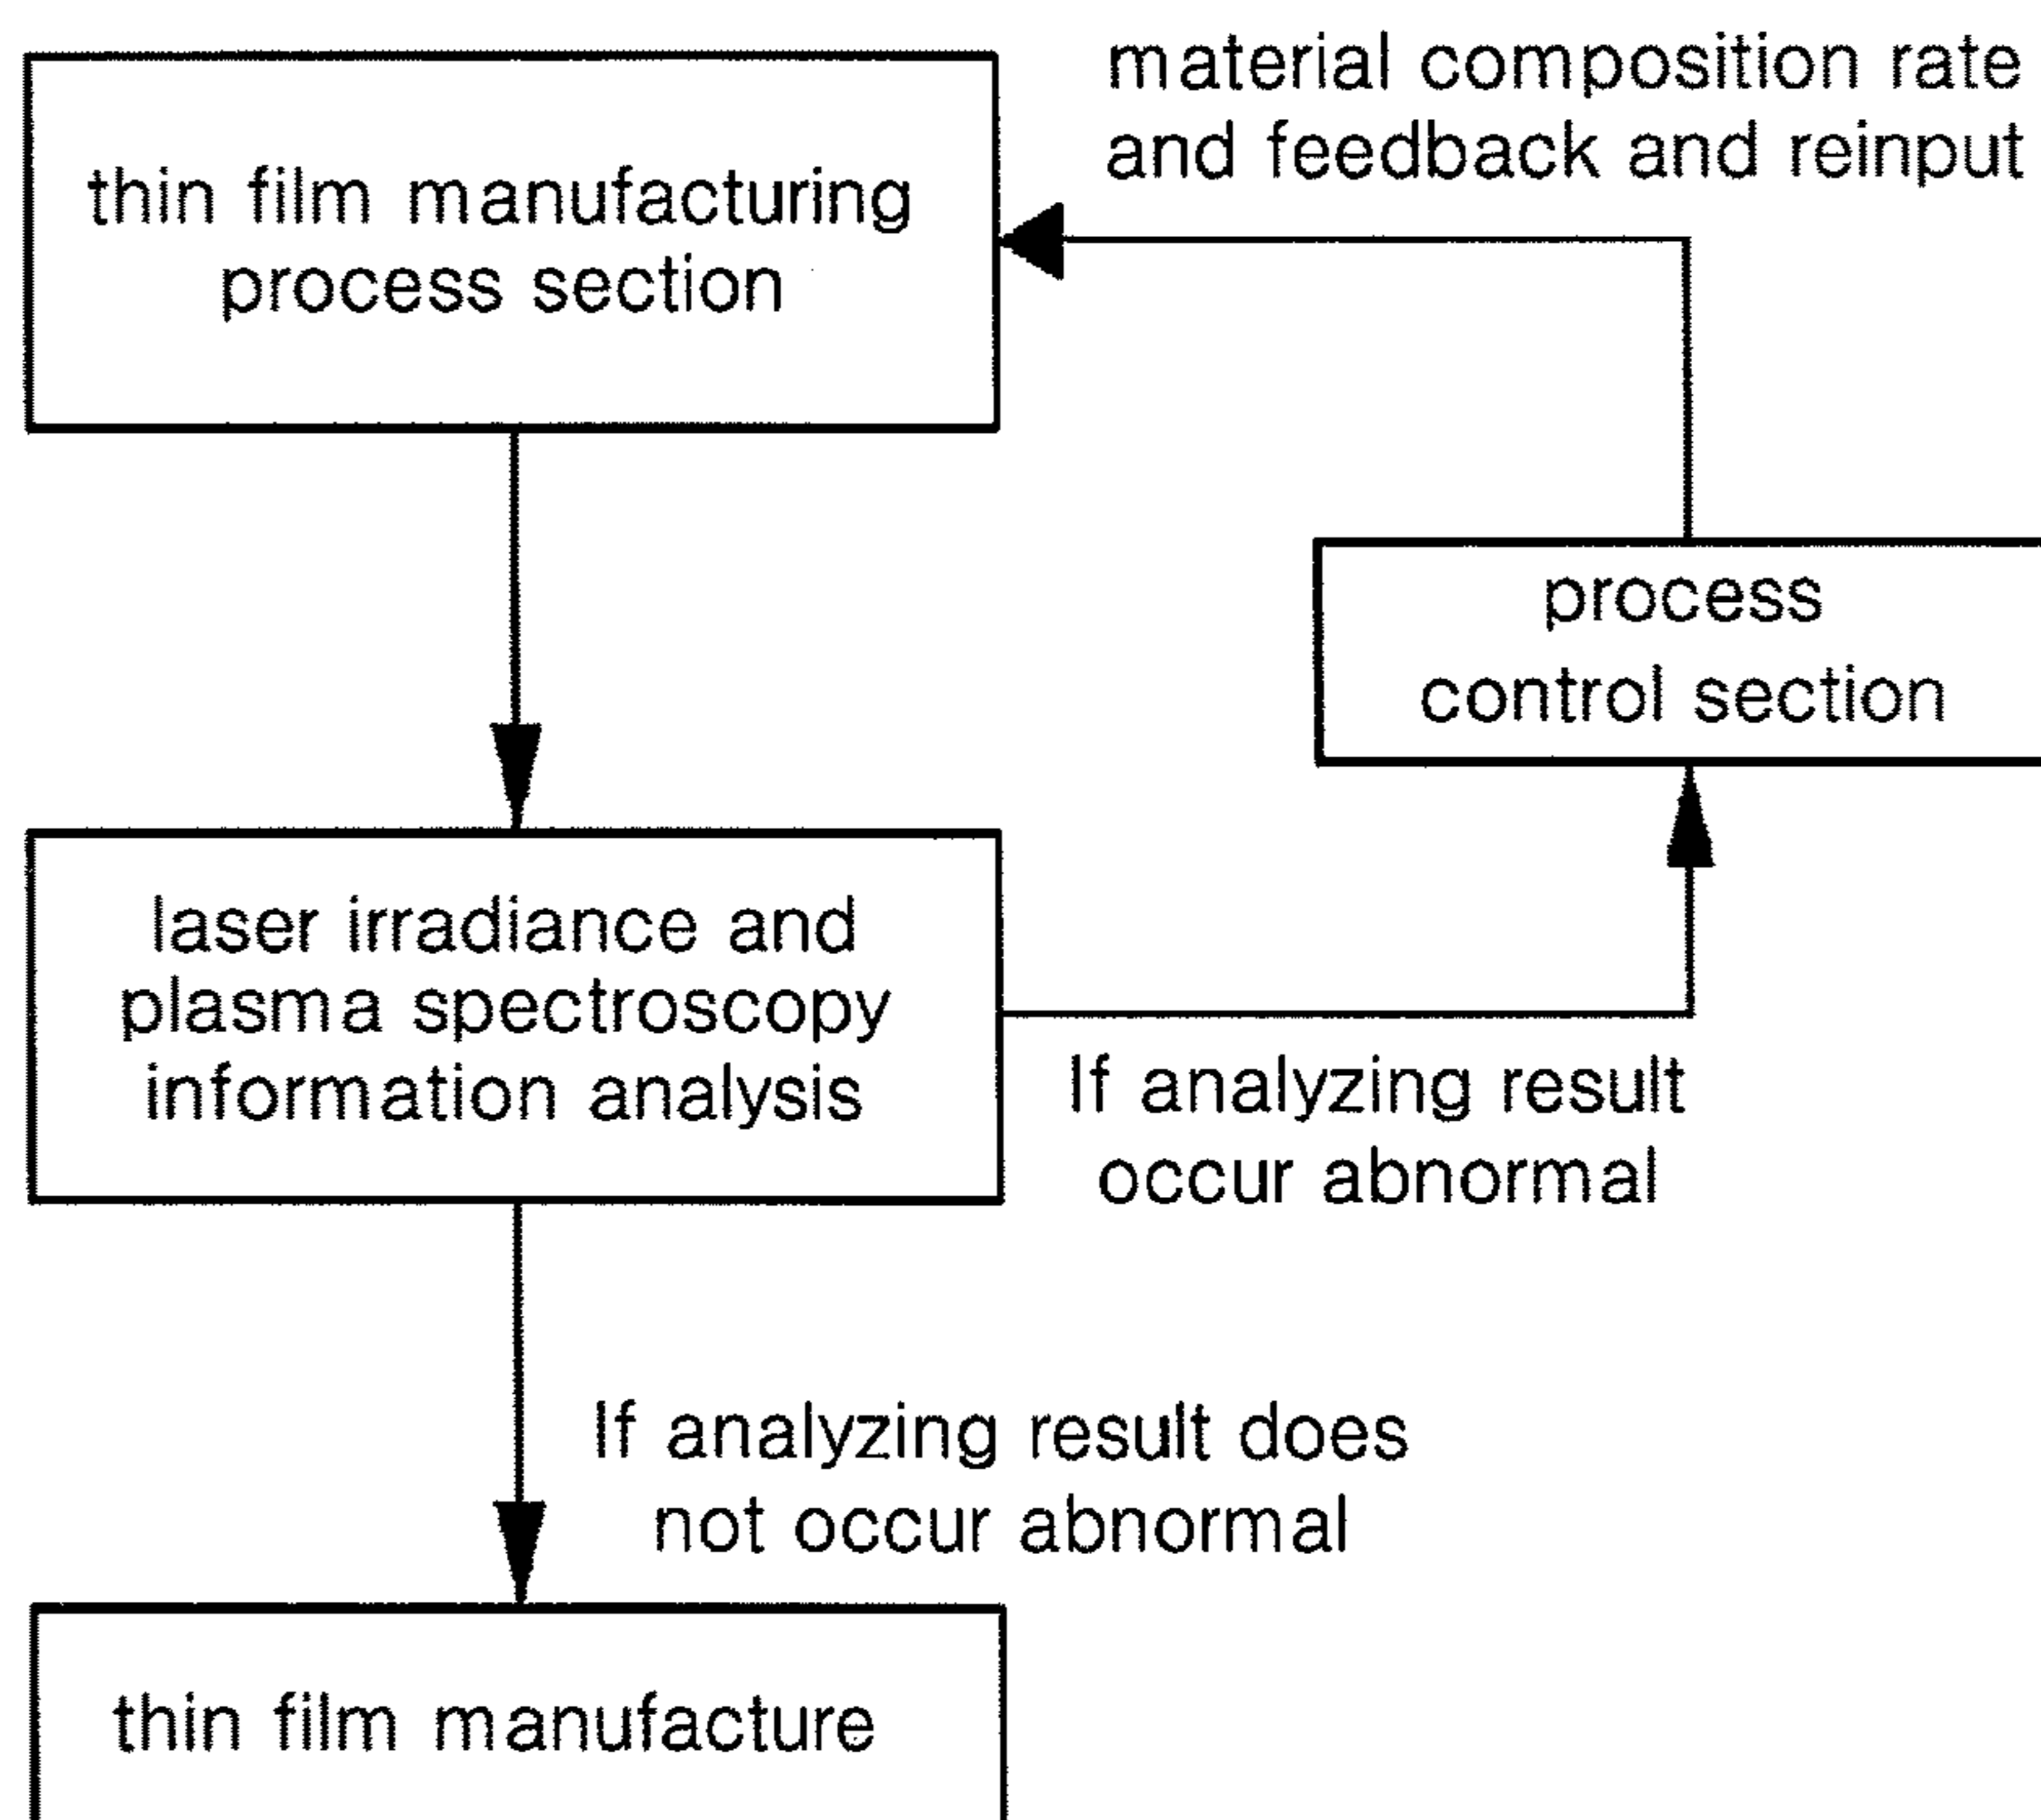 material composition rate
and feedback and reinput
thin film manufacturing
process section
process
control section
laser irradiance and
plasma spectroscopy
information analysis
If analyzing result
occur abnormal
If analyzing result does
not occur abnormal
thin film manufacture